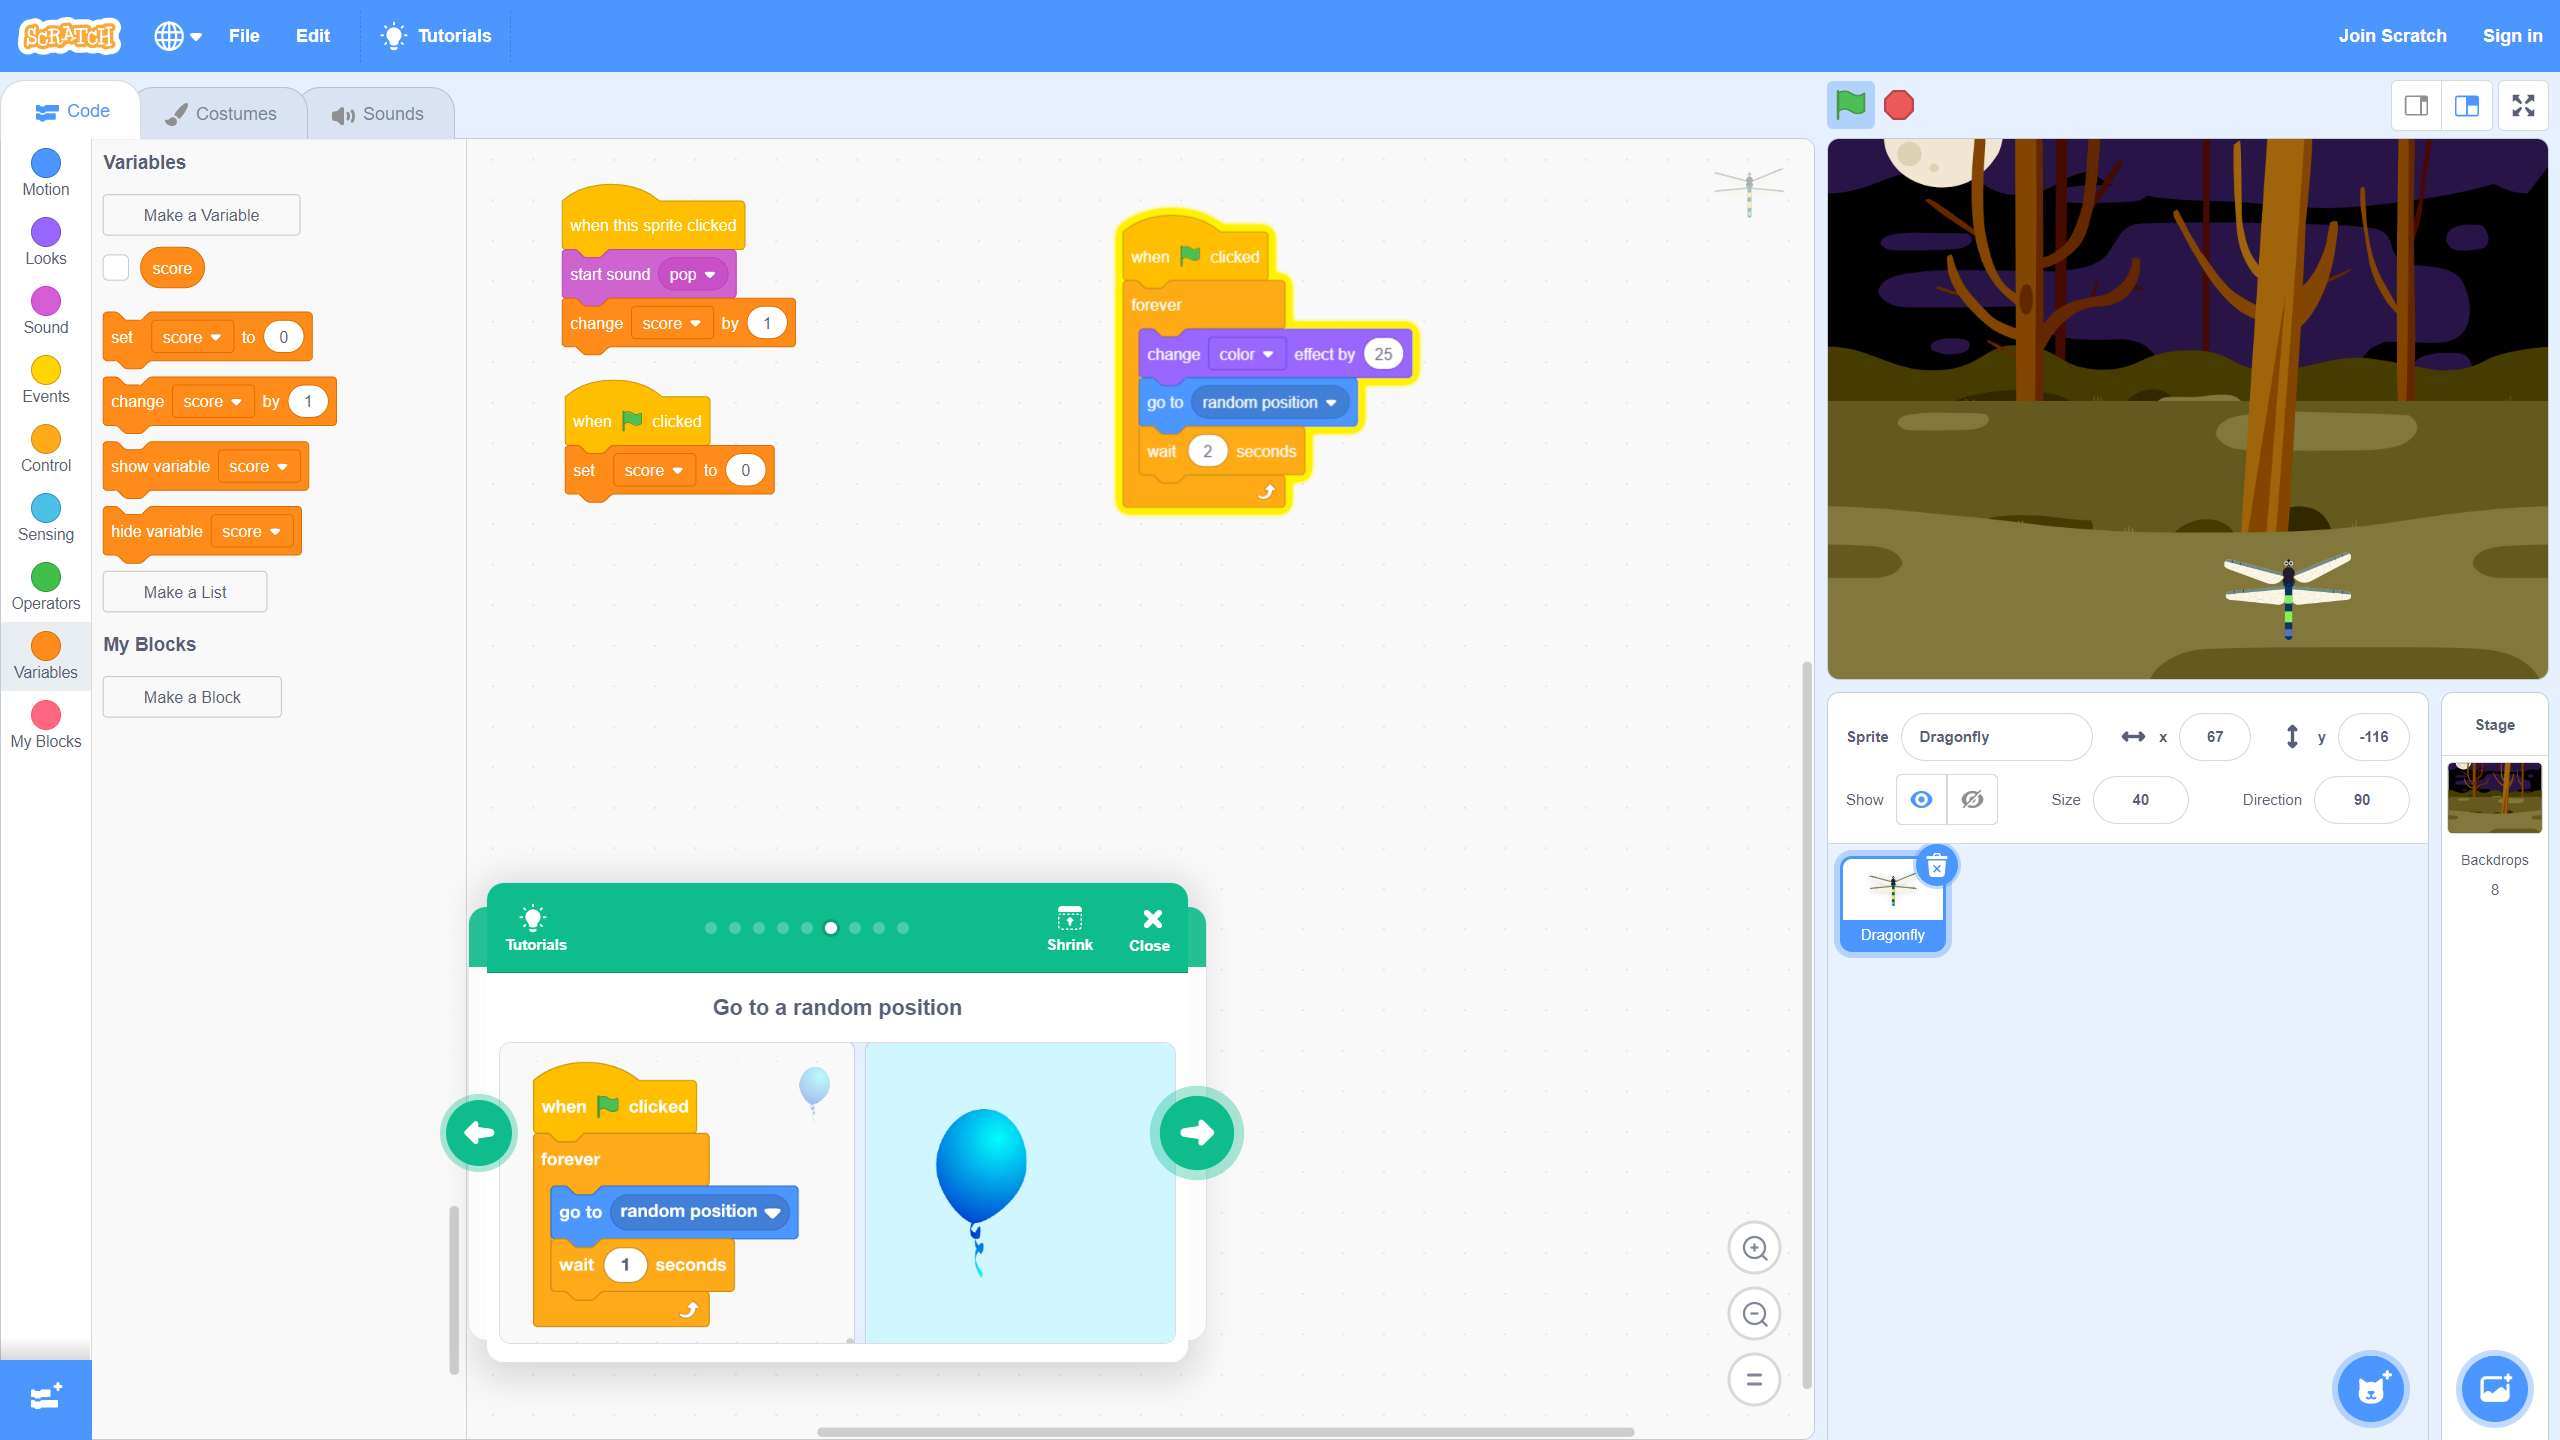 SCRATCH
File
Edit
Tutorials
Join Scratch
Sign in
Code
Costumes
Sounds
Motion
Looks
Sound
Events
Control
Sensing
Operators
Variables
My Blocks
Variables
Make a Variable
score
set score to 0
change score by 1
show variable score
hide variable score
Make a List
My Blocks
Make a Block
when this sprite clicked
start sound pop
change score by 1
when clicked
set score to 0
when clicked
forever
change color effect by 25
go to random position
wait 2 seconds
Tutorials
Shrink
Close
Go to a random position
when clicked
forever
go to random position
wait 1 seconds
Sprite Dragonfly x 67 y -116
Show Size 40 Direction 90
Dragonfly
Stage
Backdrops
8